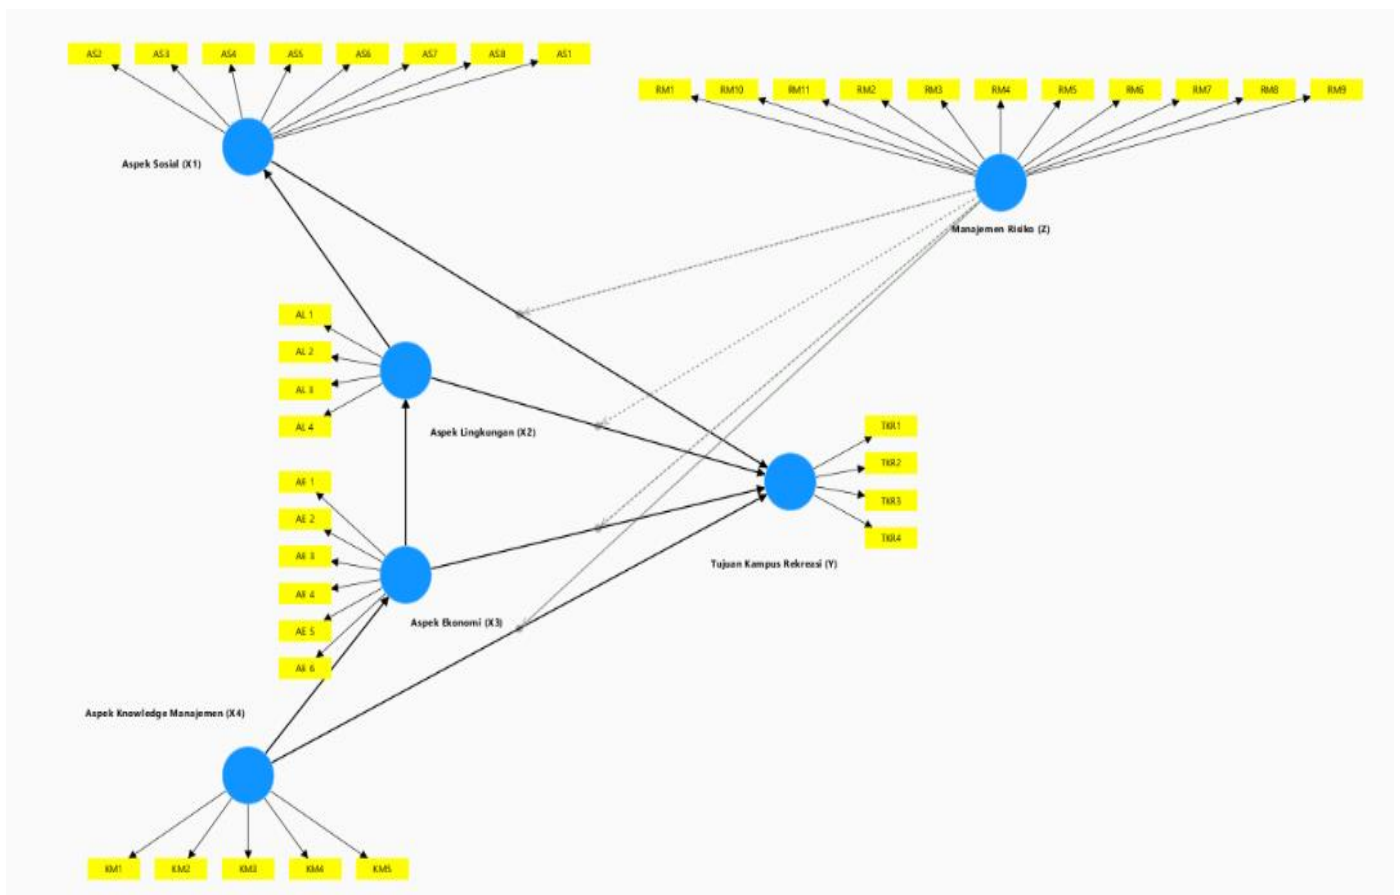 AS2 AS3 AS4 AS5 AS6 AS7 AS8 AS1
RM1 RM10 RM11 RM2 RM3 RM4 RM5 RM6 RM7 RM8 RM9
Aspek Sosial (X1)
Manajemen Risiko (Z)
AL 1
AL 2
AL 3
AL 4
Aspek Lingkungan (X2)
TKR1
TKR2
TKR3
TKR4
AE 1
AE 2
AE 3
AE 4
AE 5
AE 6
Tujuan Kampus Rekreasi (Y)
Aspek Ekonomi (X3)
Aspek Knowledge Manajemen (X4)
KM1 KM2 KM3 KM4 KM5